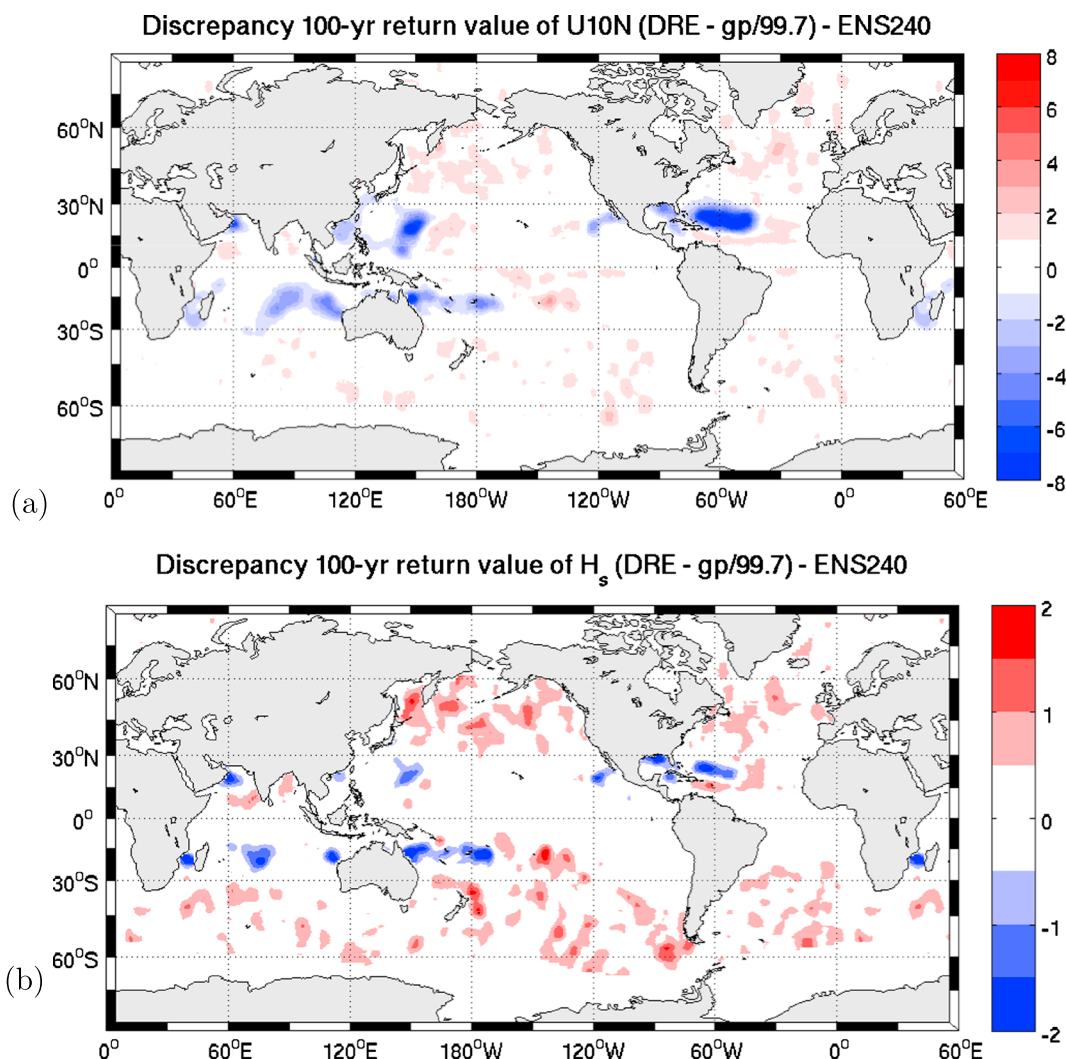 Discrepancy 100-yr return value of U10N (DRE - gp/99.7) - ENS240
8
6
4
2
0
-2
-4
-6
-8
60°N
30°N
0°
30°S
60°S
0° 60°E 120°E 180°W 120°W 60°W 0° 60°E
(a)
Discrepancy 100-yr return value of Hs (DRE - gp/99.7) - ENS240
2
1
0
-1
-2
60°N
30°N
0°
30°S
60°S
0° 60°E 120°E 180°W 120°W 60°W 0° 60°E
(b)